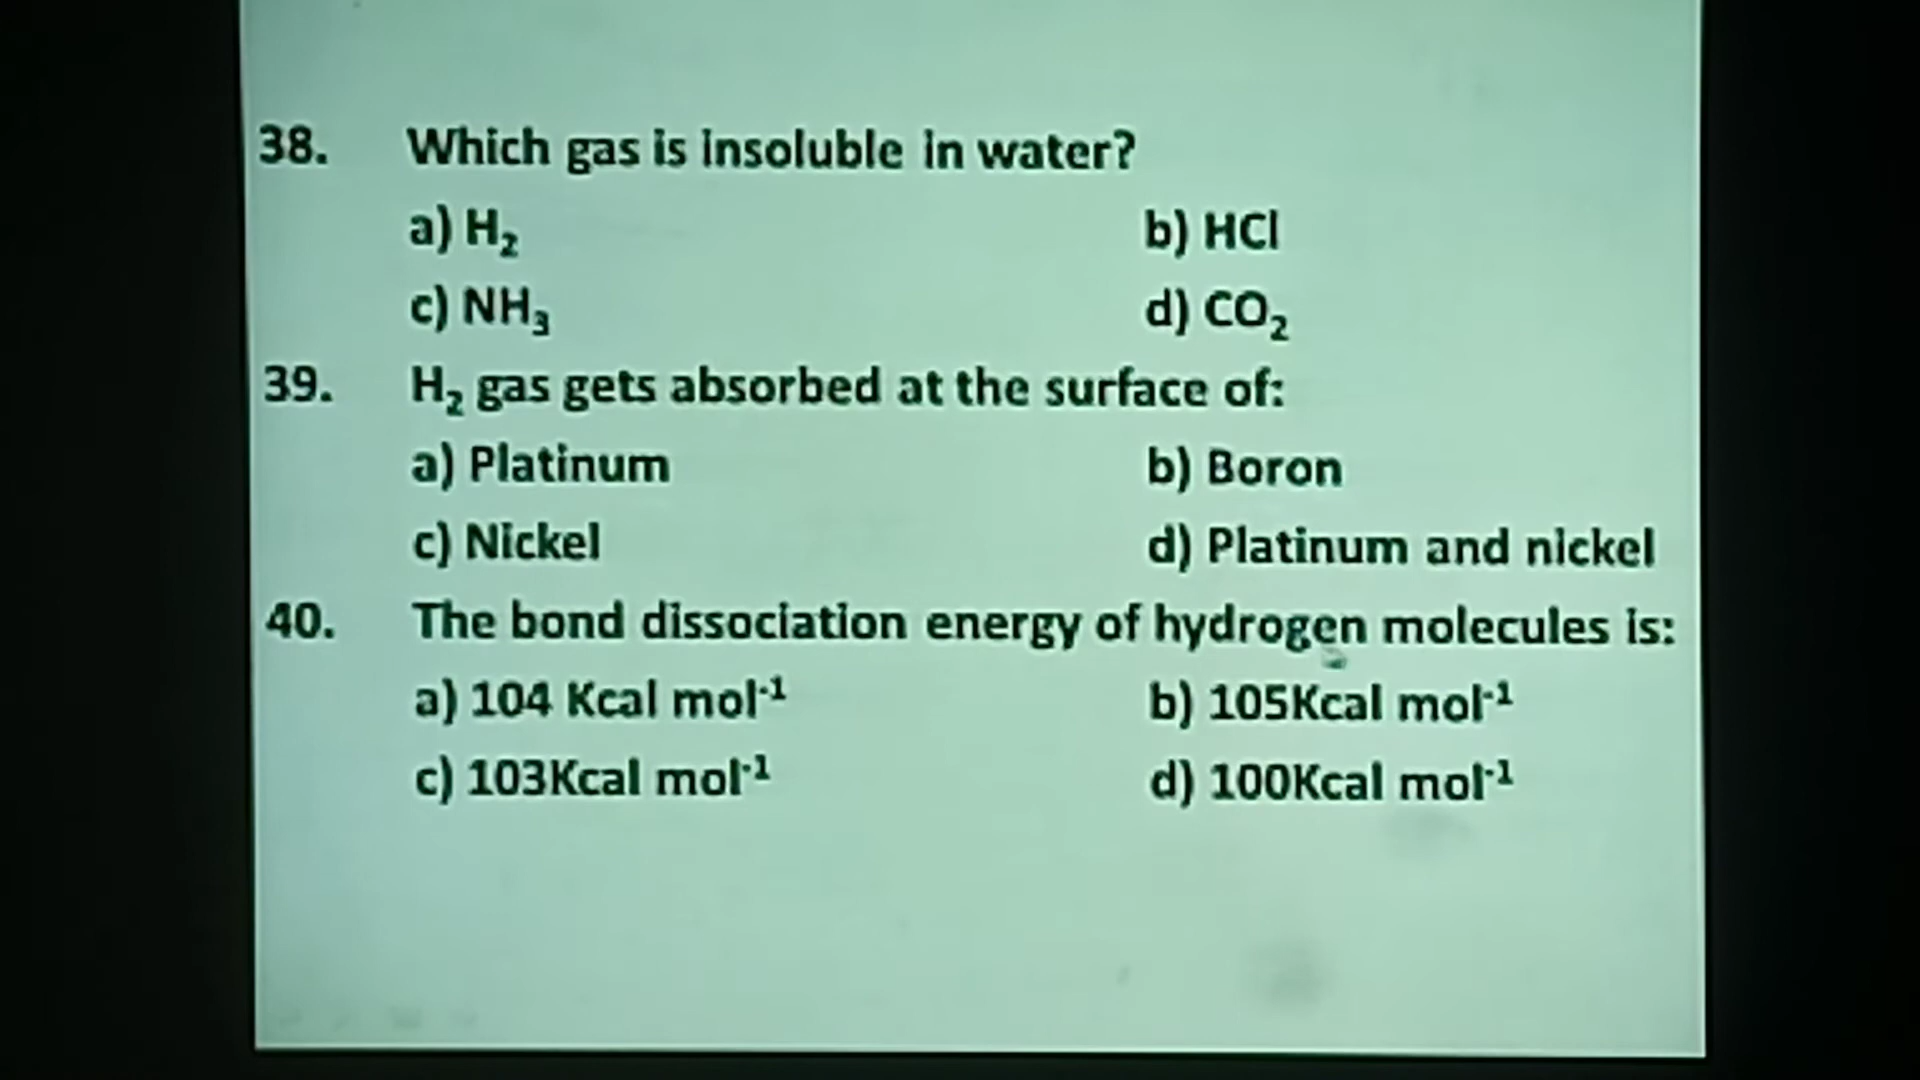 38. Which gas is insoluble in water?
a) H₂ b) HCl
c) NH₃ d) CO₂
39. H₂ gas gets absorbed at the surface of:
a) Platinum b) Boron
c) Nickel d) Platinum and nickel
40. The bond dissociation energy of hydrogen molecules is:
a) 104 Kcal mol⁻¹ b) 105Kcal mol⁻¹
c) 103Kcal mol⁻¹ d) 100Kcal mol⁻¹